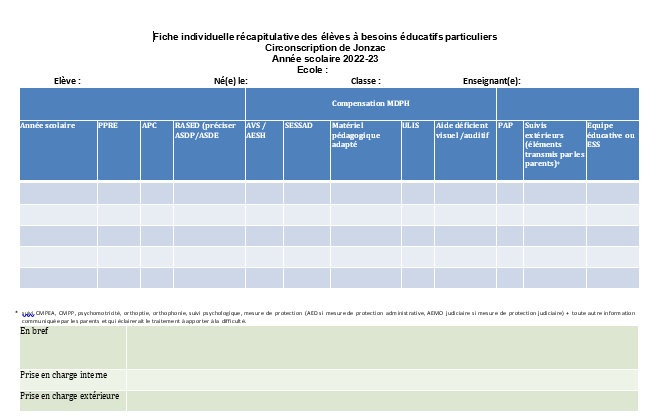 Fiche individuelle récapitulative des élèves à besoins éducatifs particuliers
Circonscription de Jonzac
Année scolaire 2022-23
Ecole :
Elève : Né(e) le: Classe : Enseignant(e):
Compensation MDPH
Année scolaire PPRE APC RASED (préciser ASDP/ASDE AVS / AESH SESSAD Matériel pédagogique adapté ULIS Aide déficient visuel /auditif PAP Suivis extérieurs (éléments transmis par les parents)* Equipe éducative ou ESS
* CMPEA, CMPP, psychomotricité, orthoptie, orthophonie, suivi psychologique, mesure de protection (AED si mesure de protection administrative, AEMO judiciaire si mesure de protection judiciaire) + toute autre information
communiquée par les parents et qui éclairerait le traitement à apporter à la difficulté.
En bref
Prise en charge interne
Prise en charge extérieure